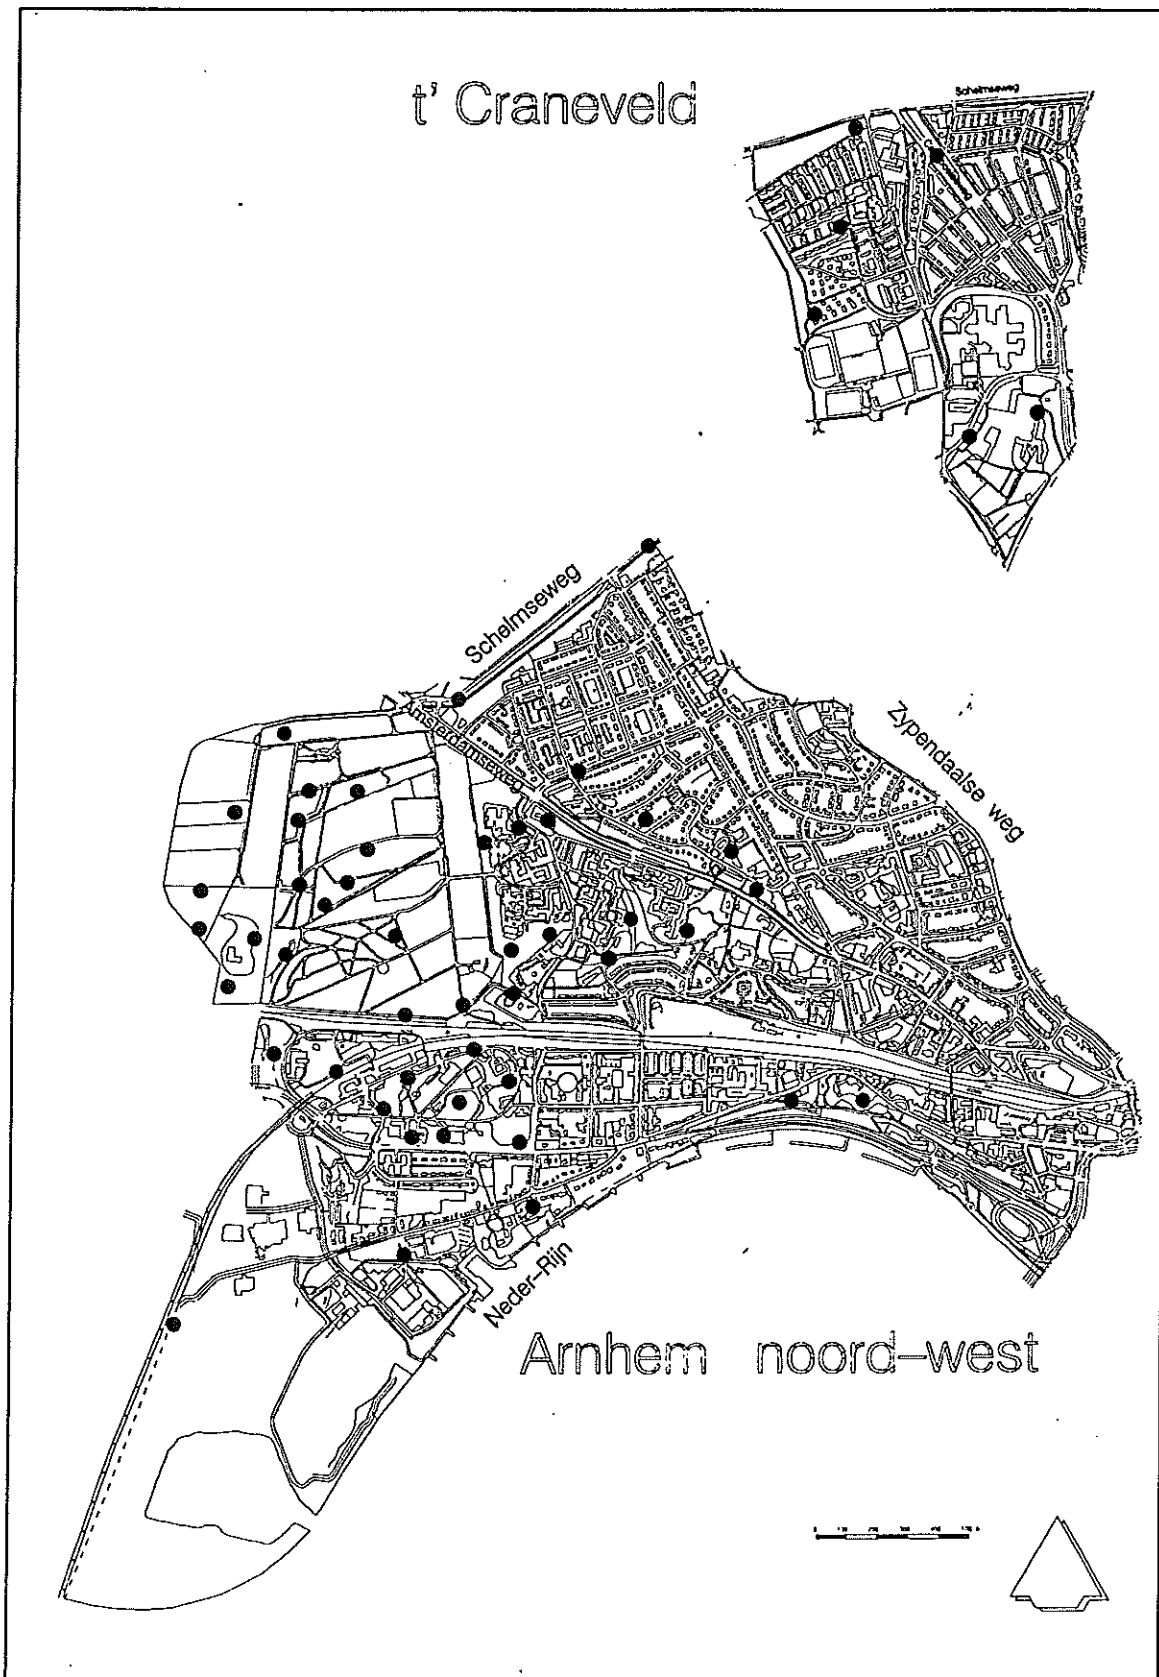 t' Craneveld
Schelmseweg
Schelmseweg
Amsterdamseweg
Zypendaalse weg
Neder-Rijn
Arnhem noord-west